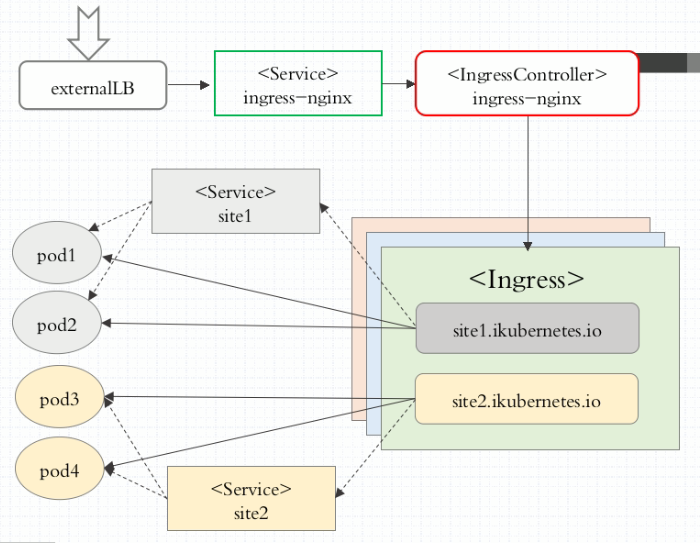 externalLB
<Service>
ingress-nginx
<IngressController>
ingress-nginx
<Service>
site1
pod1
pod2
<Ingress>
site1.ikubernetes.io
pod3
site2.ikubernetes.io
pod4
<Service>
site2